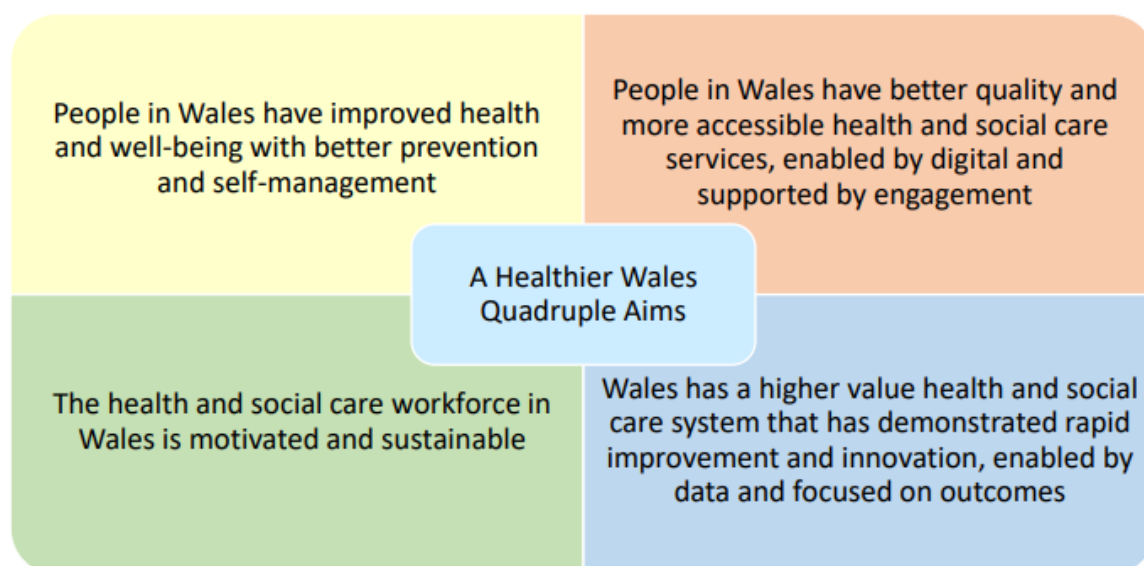 People in Wales have improved health
and well-being with better prevention
and self-management
People in Wales have better quality and
more accessible health and social care
services, enabled by digital and
supported by engagement
A Healthier Wales
Quadruple Aims
The health and social care workforce in
Wales is motivated and sustainable
Wales has a higher value health and social
care system that has demonstrated rapid
improvement and innovation, enabled by
data and focused on outcomes